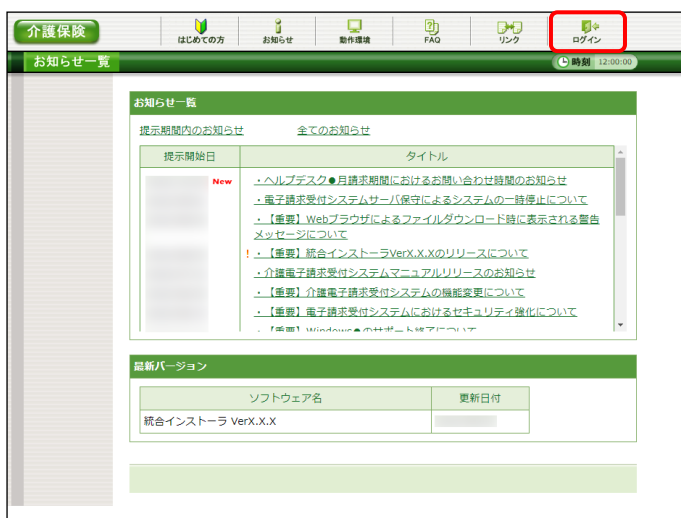 介護保険
はじめての方
お知らせ
動作環境
FAQ
リンク
ログイン
お知らせ一覧
時刻 12:00:00
お知らせ一覧
提示期間内のお知らせ 全てのお知らせ
提示開始日 タイトル
New ・ヘルプデスク●月請求期間におけるお問い合わせ時間のお知らせ
・電子請求受付システムサーバ保守によるシステムの一時停止について
・【重要】Webブラウザによるファイルダウンロード時に表示される警告
メッセージについて
!・【重要】統合インストーラVerX.X.Xのリリースについて
・介護電子請求受付システムマニュアルリリースのお知らせ
・【重要】介護電子請求受付システムの機能変更について
・【重要】電子請求受付システムにおけるセキュリティ強化について
・【重要】Windows●のサポート終了について
最新バージョン
ソフトウェア名 更新日付
統合インストーラ VerX.X.X